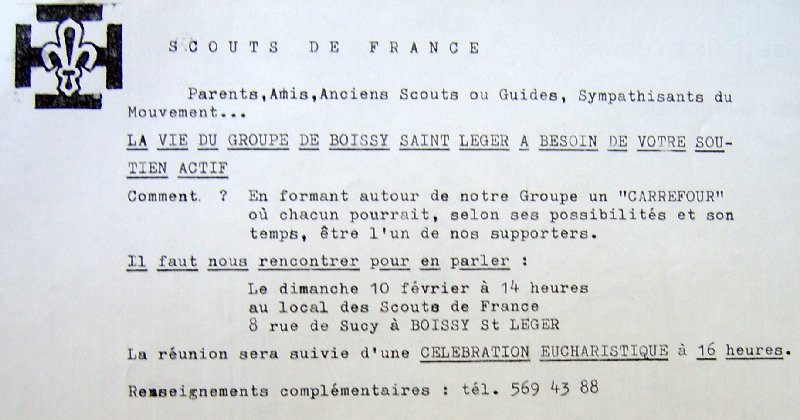 SCOUTS DE FRANCE
Parents,Amis,Anciens Scouts ou Guides, Sympathisants du
Mouvement...
LA VIE DU GROUPE DE BOISSY SAINT LEGER A BESOIN DE VOTRE SOU-
TIEN ACTIF
Comment. ? En formant autour de notre Groupe un "CARREFOUR"
où chacun pourrait, selon ses possibilités et son
temps, être l'un de nos supporters.
Il faut nous rencontrer pour en parler :
Le dimanche 10 février à 14 heures
au local des Scouts de France
8 rue de Sucy à BOISSY St LEGER
La réunion sera suivie d'une CELEBRATION EUCHARISTIQUE à 16 heures.
Renseignements complémentaires : tél. 569 43 88